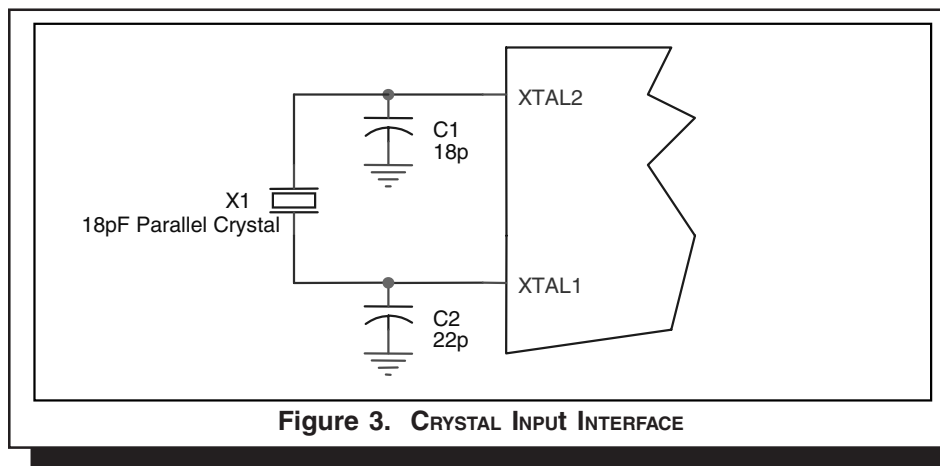 XTAL2
C1
18p
X1
18pF Parallel Crystal
XTAL1
C2
22p
Figure 3. CRYSTAL INPUT INTERFACE